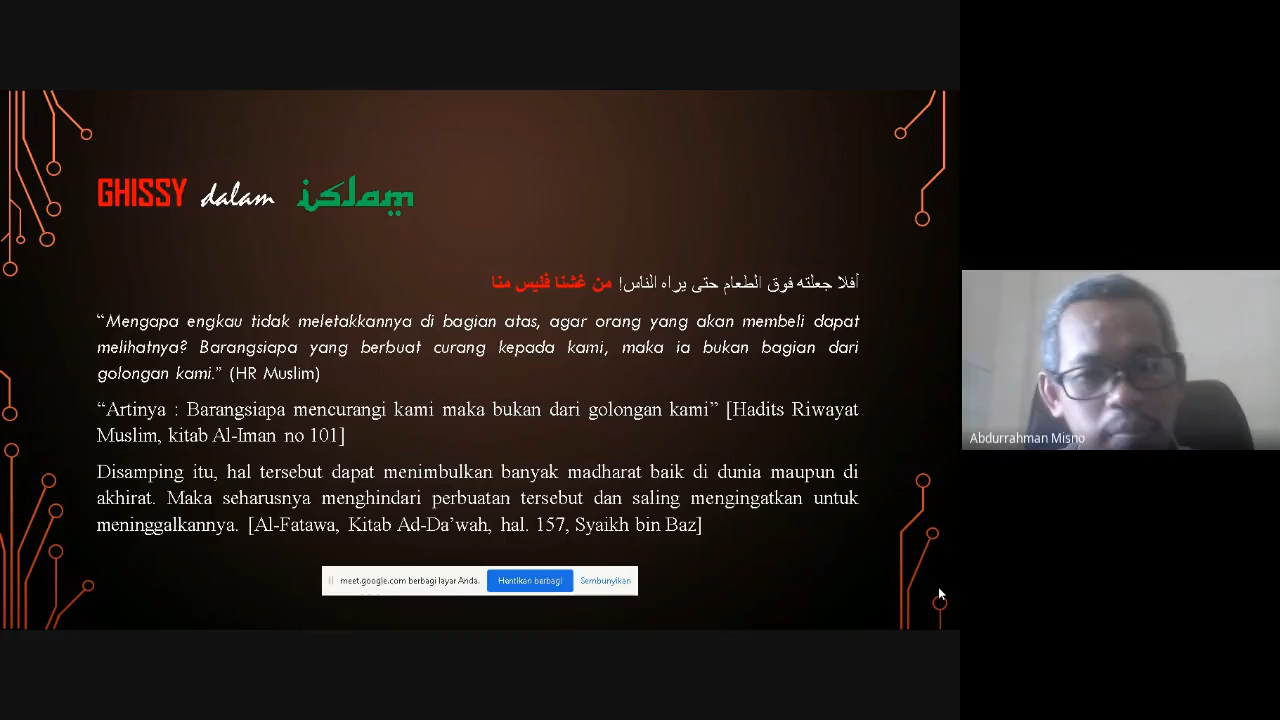 GHISSY dalam islam
أفلا جعلته فوق الطعام حتى يراه الناس! من غشنا فليس منا
“Mengapa engkau tidak meletakkannya di bagian atas, agar orang yang akan membeli dapat
melihatnya? Barangsiapa yang berbuat curang kepada kami, maka ia bukan bagian dari
golongan kami.” (HR Muslim)
“Artinya : Barangsiapa mencurangi kami maka bukan dari golongan kami” [Hadits Riwayat
Muslim, kitab Al-Iman no 101]
Disamping itu, hal tersebut dapat menimbulkan banyak madharat baik di dunia maupun di
akhirat. Maka seharusnya menghindari perbuatan tersebut dan saling mengingatkan untuk
meninggalkannya. [Al-Fatawa, Kitab Ad-Da’wah, hal. 157, Syaikh bin Baz]
meet.google.com berbagi layar Anda. Hentikan berbagi Sembunyikan
Abdurrahman Misno